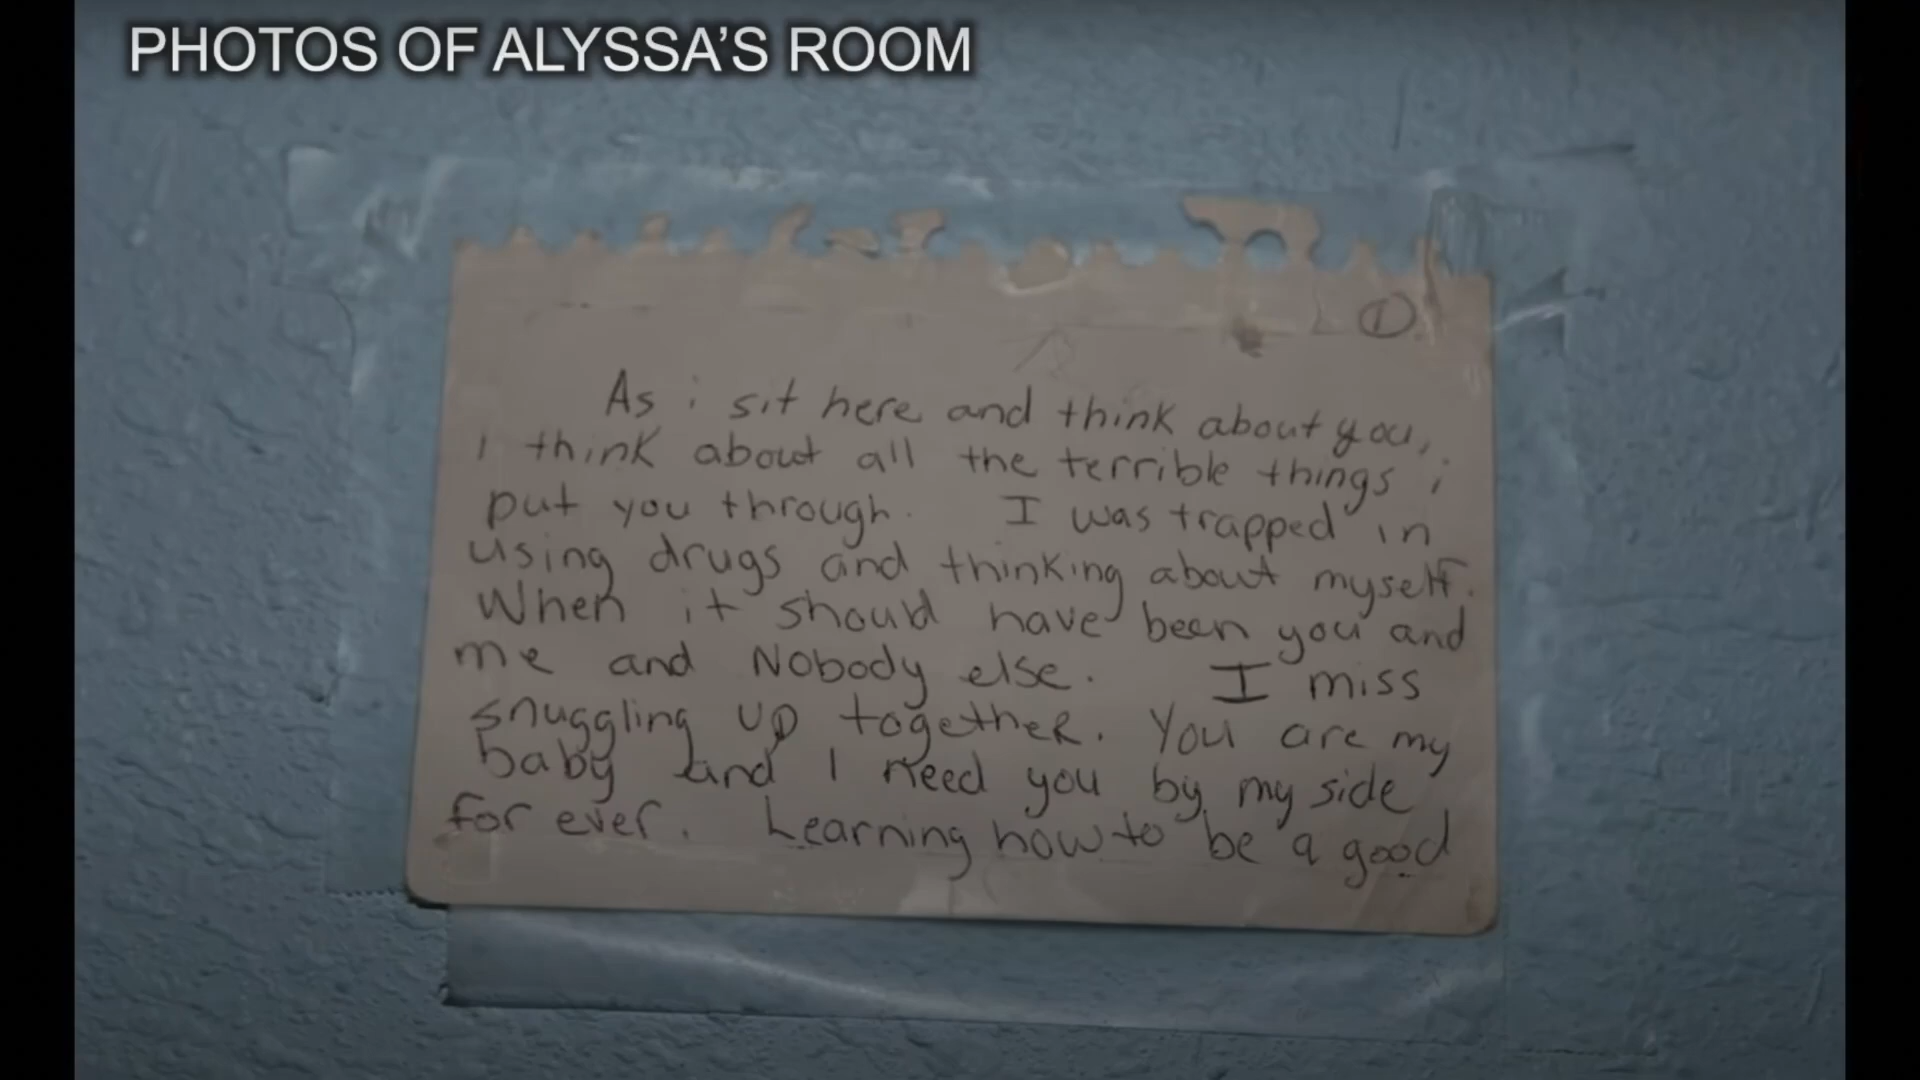 PHOTOS OF ALYSSA'S ROOM
1
As i sit here and think about you,
I think about all the terrible things i
put you through. I was trapped in
using drugs and thinking about myself.
When it should have been you and
me and Nobody else. I miss
snuggling up together. You are my
baby and I need you by my side
for ever. Learning how to be a good